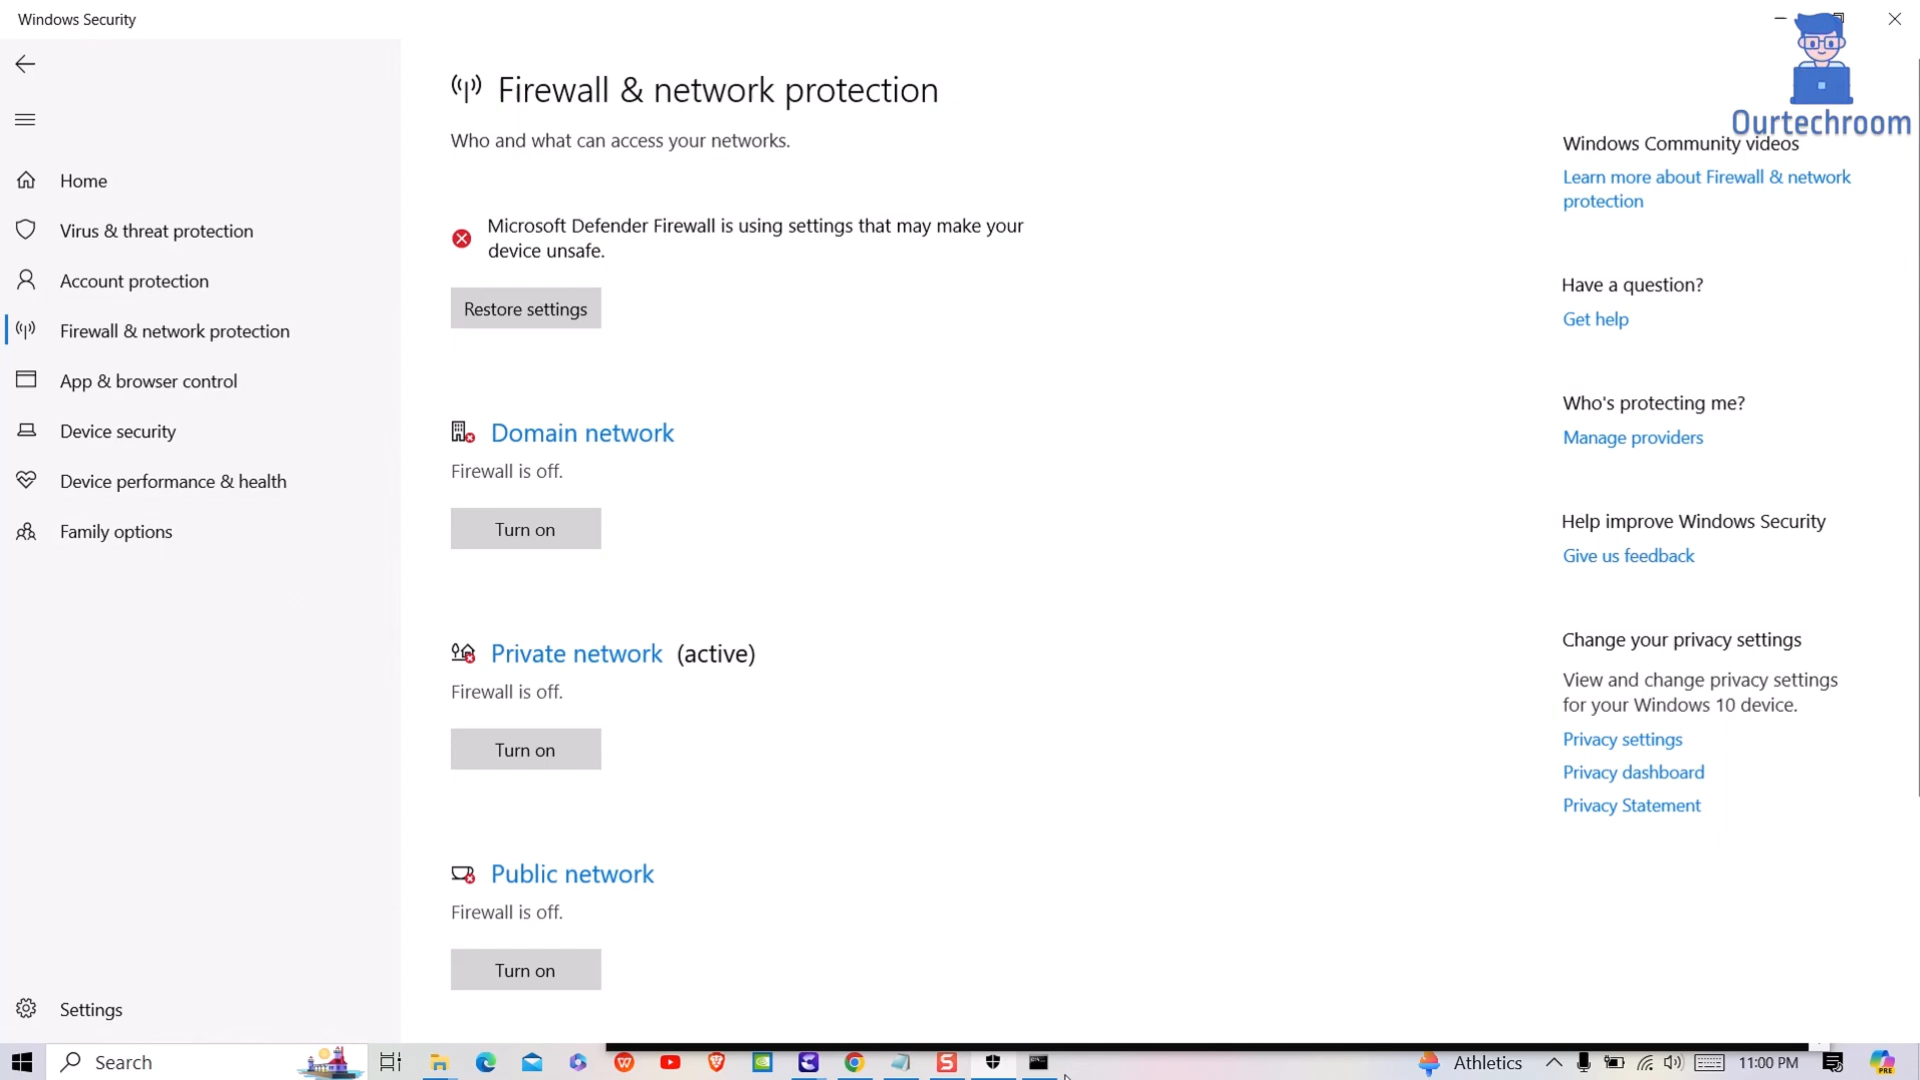 Windows Security
Ourtechroom
Home
Virus & threat protection
Account protection
Firewall & network protection
App & browser control
Device security
Device performance & health
Family options
Settings
Firewall & network protection
Who and what can access your networks.
Microsoft Defender Firewall is using settings that may make your
device unsafe.
Restore settings
Domain network
Firewall is off.
Turn on
Private network (active)
Firewall is off.
Turn on
Public network
Firewall is off.
Turn on
Windows Community videos
Learn more about Firewall & network
protection
Have a question?
Get help
Who's protecting me?
Manage providers
Help improve Windows Security
Give us feedback
Change your privacy settings
View and change privacy settings
for your Windows 10 device.
Privacy settings
Privacy dashboard
Privacy Statement
Search
Athletics
11:00 PM
PRE